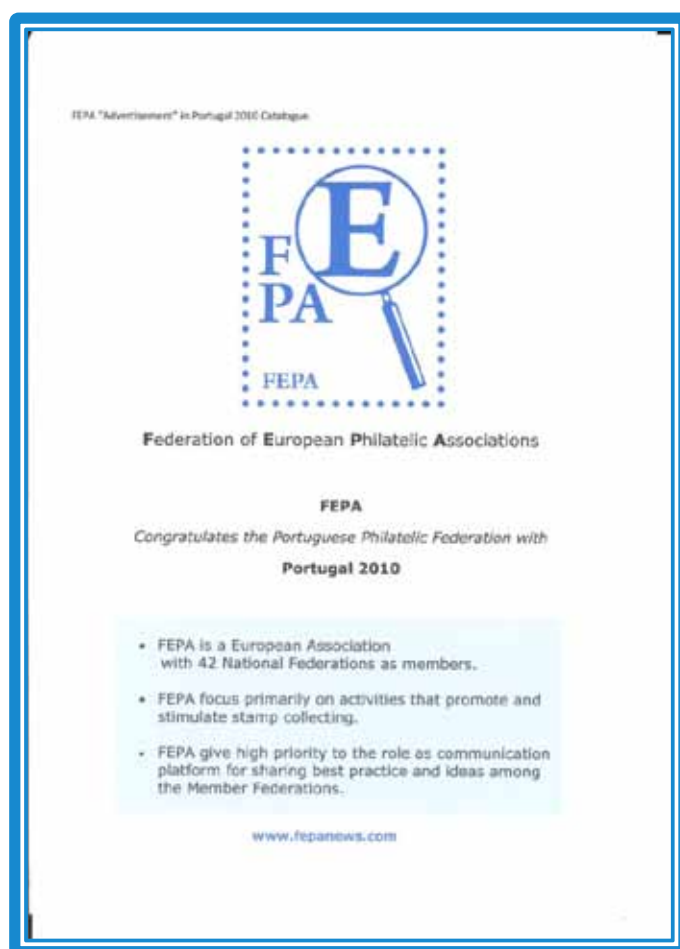 FEPA "Advertisement" in Portugal 2010 Catalogue
F E
PA
FEPA
Federation of European Philatelic Associations
FEPA
Congratulates the Portuguese Philatelic Federation with
Portugal 2010
• FEPA is a European Association
with 42 National Federations as members.
• FEPA focus primarily on activities that promote and
stimulate stamp collecting.
• FEPA give high priority to the role as communication
platform for sharing best practice and ideas among
the Member Federations.
www.fepanews.com